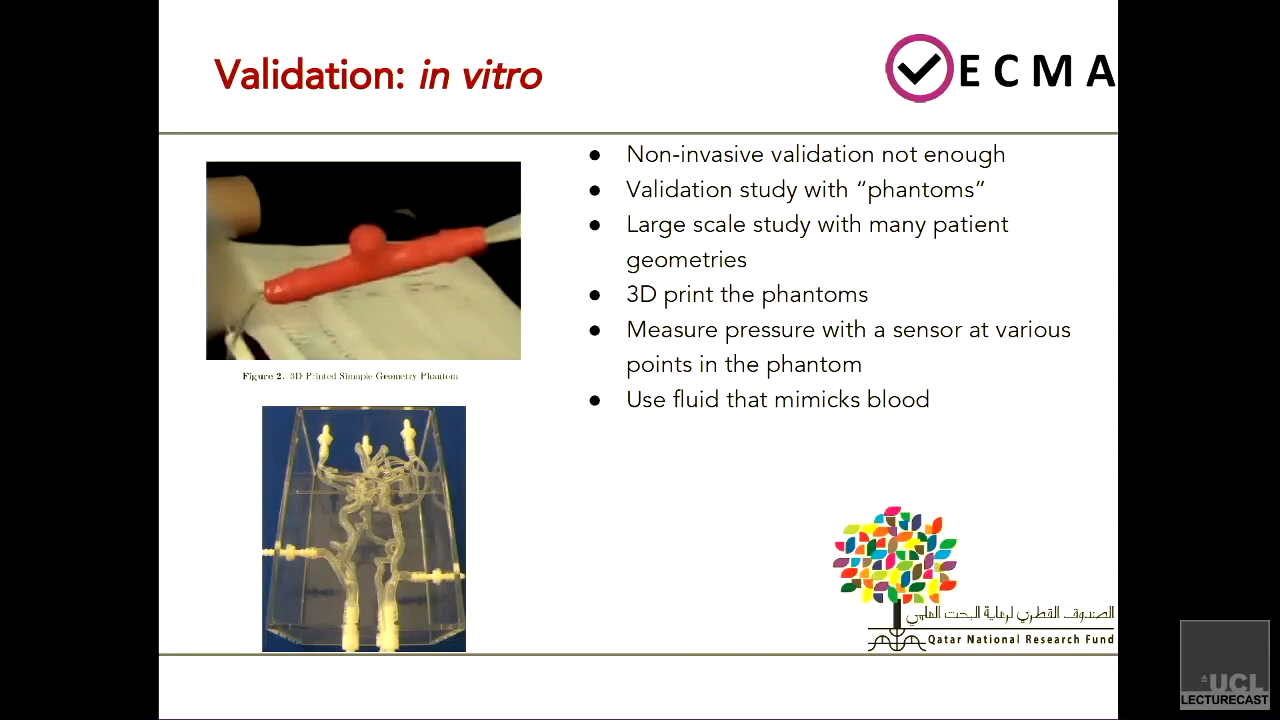 Validation: in vitro
ECMA
● Non-invasive validation not enough
● Validation study with “phantoms”
● Large scale study with many patient
geometries
● 3D print the phantoms
● Measure pressure with a sensor at various
points in the phantom
● Use fluid that mimicks blood
Figure 2. 3D Printed Simnple Geometry Phantom
الصندوق القطري لرعاية البحث العلمي
Qatar National Research Fund
UCL
LECTURECAST